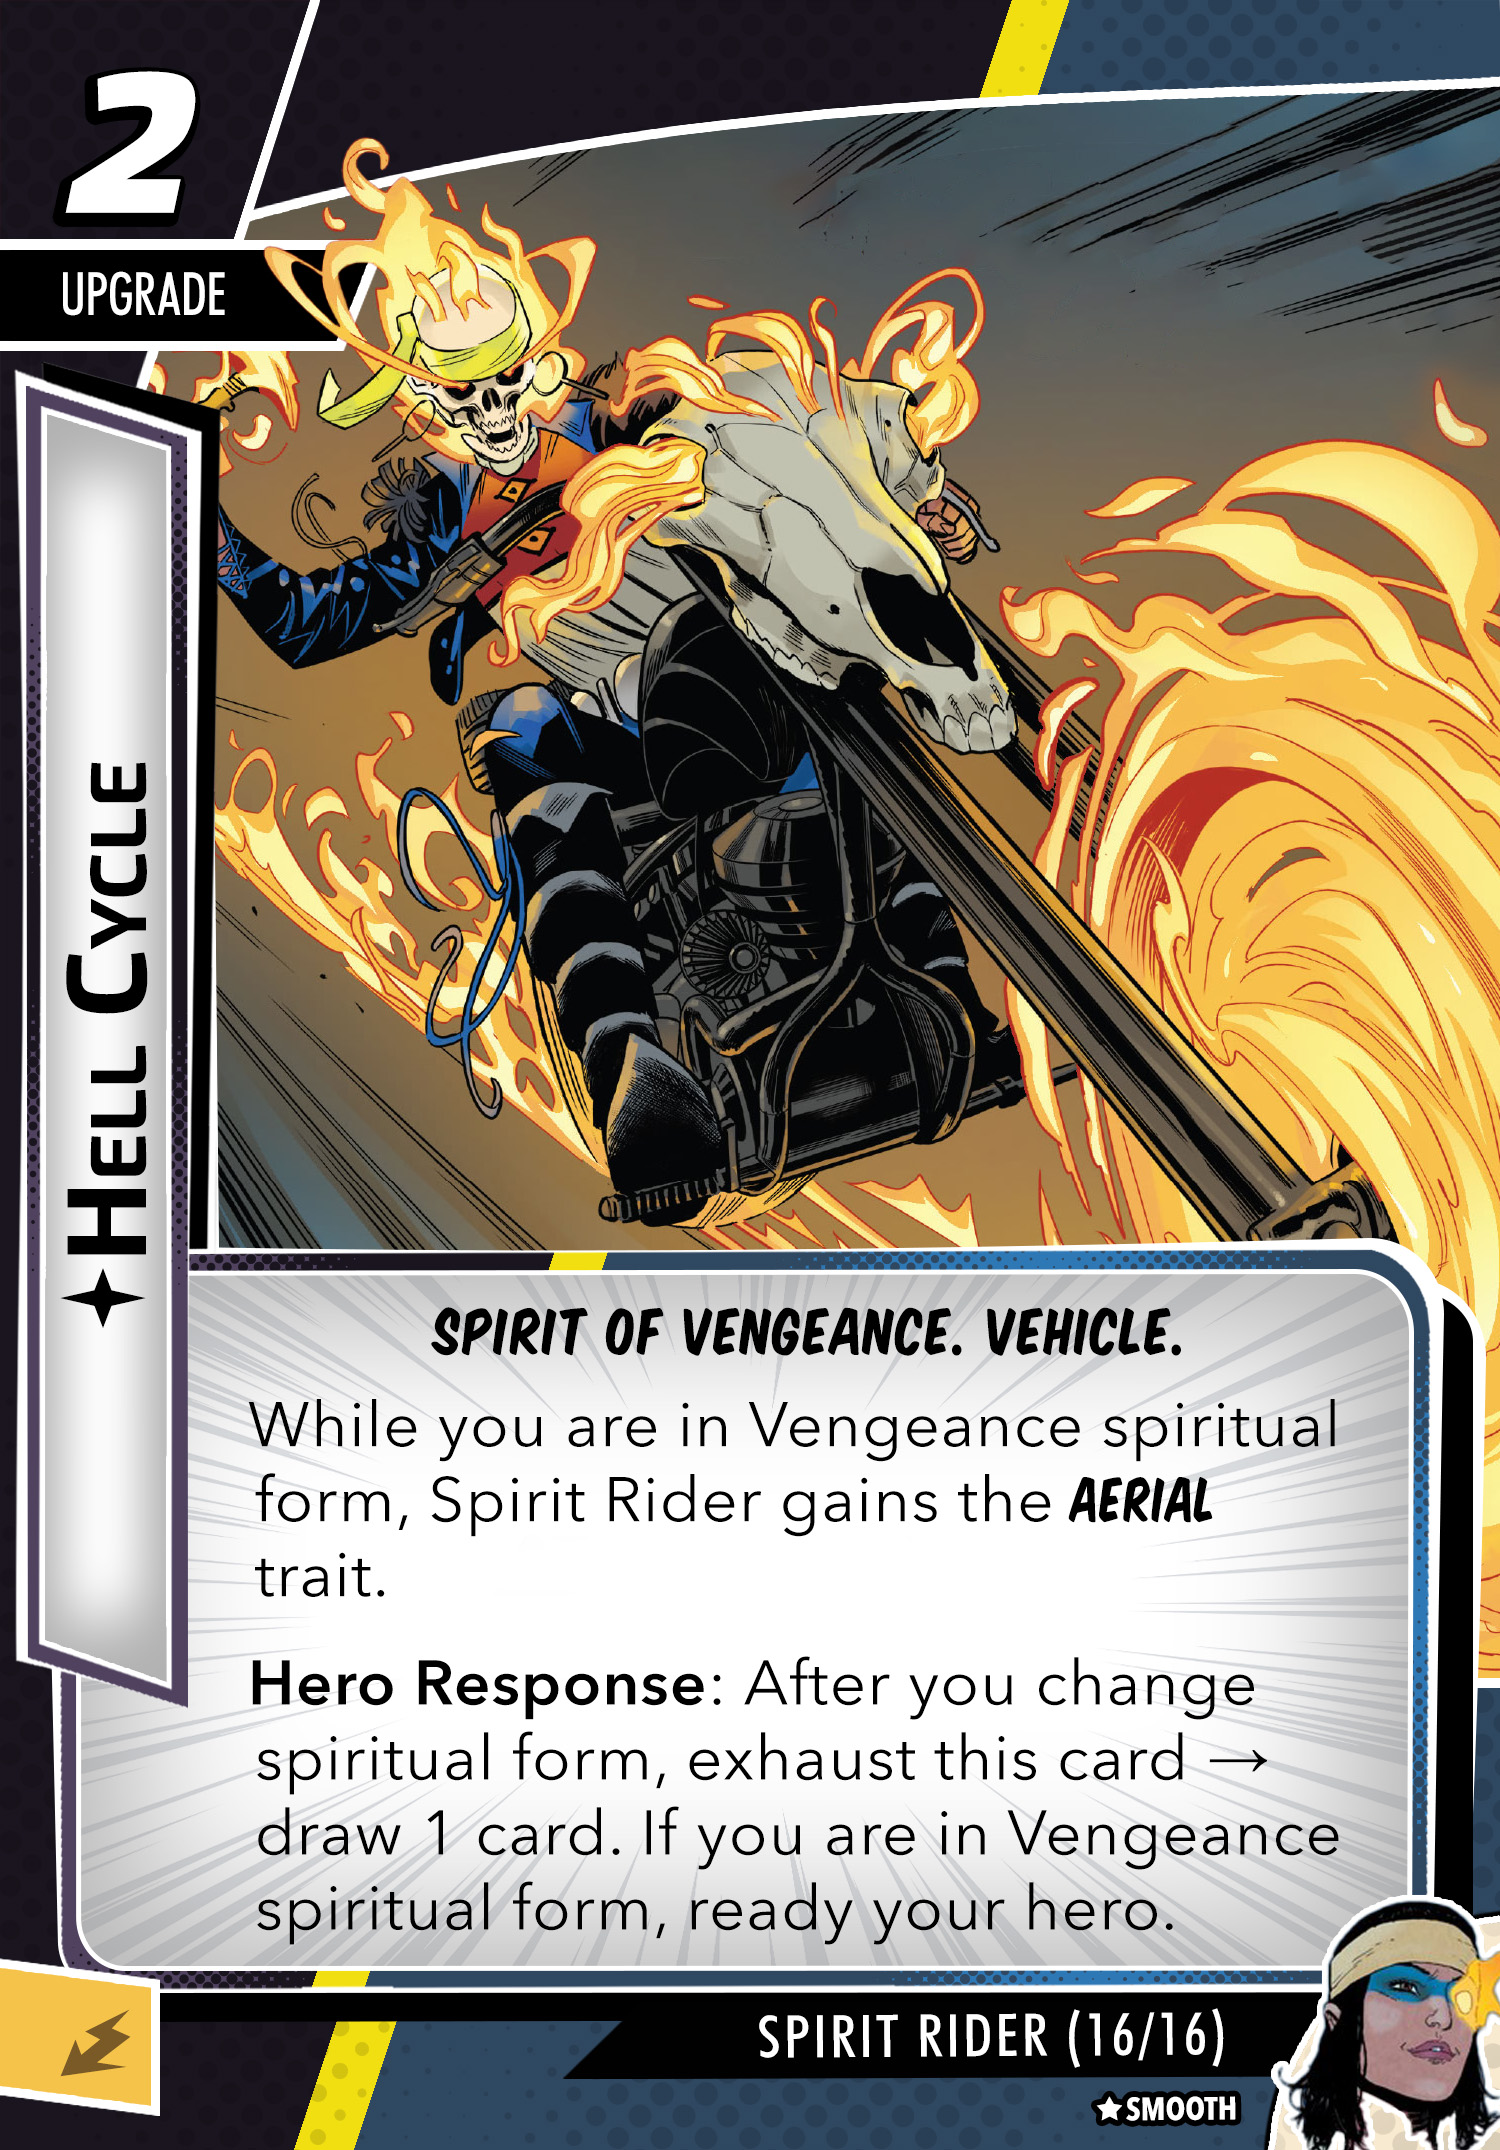 2
UPGRADE
HELL CYCLE
SPIRIT OF VENGEANCE. VEHICLE.
While you are in Vengeance spiritual
form, Spirit Rider gains the AERIAL
trait.
Hero Response: After you change
spiritual form, exhaust this card →
draw 1 card. If you are in Vengeance
spiritual form, ready your hero.
SPIRIT RIDER (16/16)
★SMOOTH